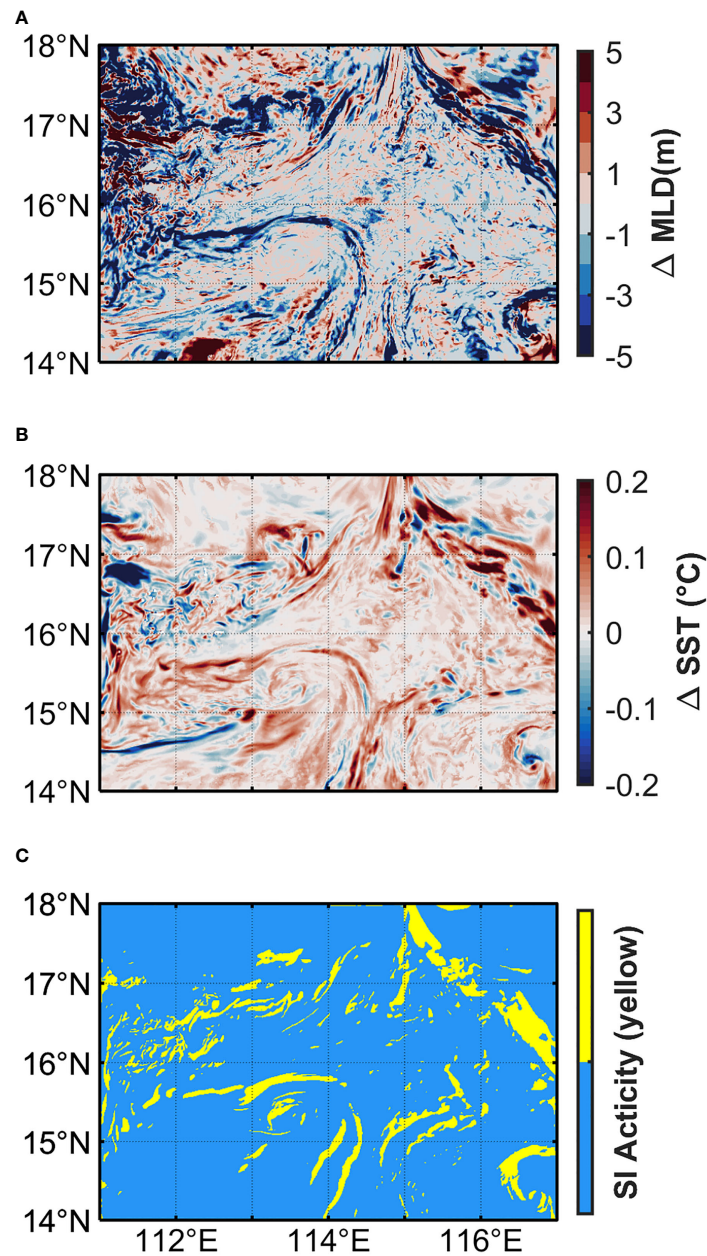 A
18°N
17°N
16°N
15°N
14°N
5
3
1
-1
-3
-5
△ MLD(m)
B
18°N
17°N
16°N
15°N
14°N
0.2
0.1
0
-0.1
-0.2
△ SST (°C)
C
18°N
17°N
16°N
15°N
14°N
112°E
114°E
116°E
SI Acticity (yellow)